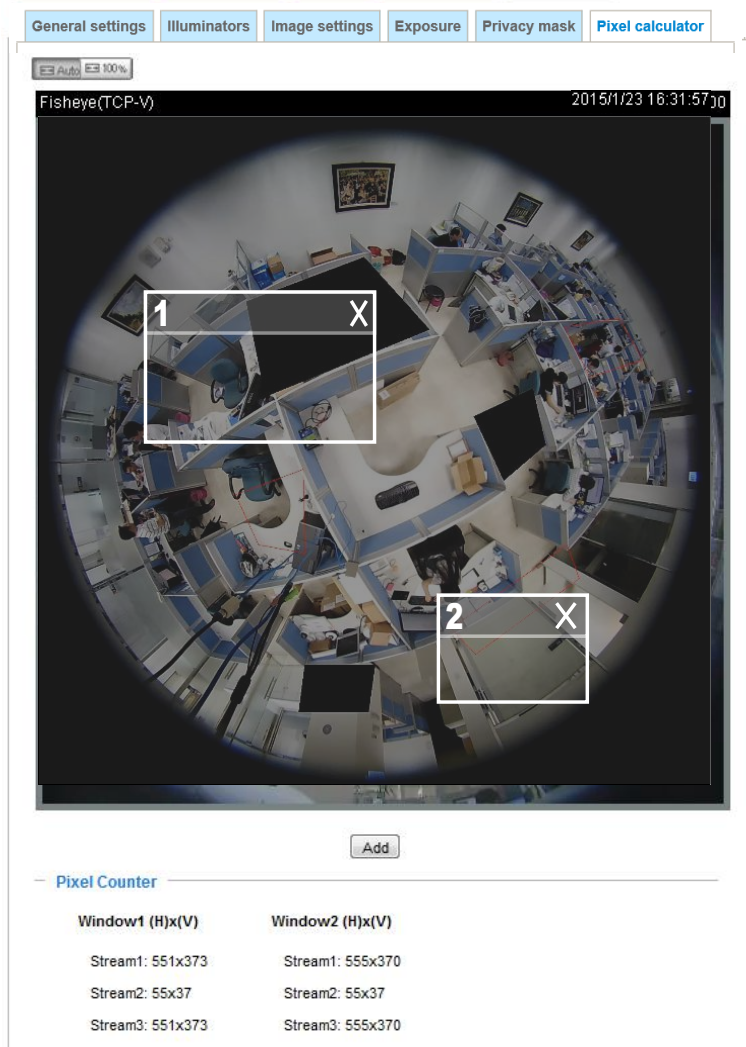 General settings Illuminators Image settings Exposure Privacy mask Pixel calculator
Auto 100%
Fisheye(TCP-V) 2015/1/23 16:31:57
1 X
2 X
Add
Pixel Counter
Window1 (H)x(V) Window2 (H)x(V)
Stream1: 551x373 Stream1: 555x370
Stream2: 55x37 Stream2: 55x37
Stream3: 551x373 Stream3: 555x370